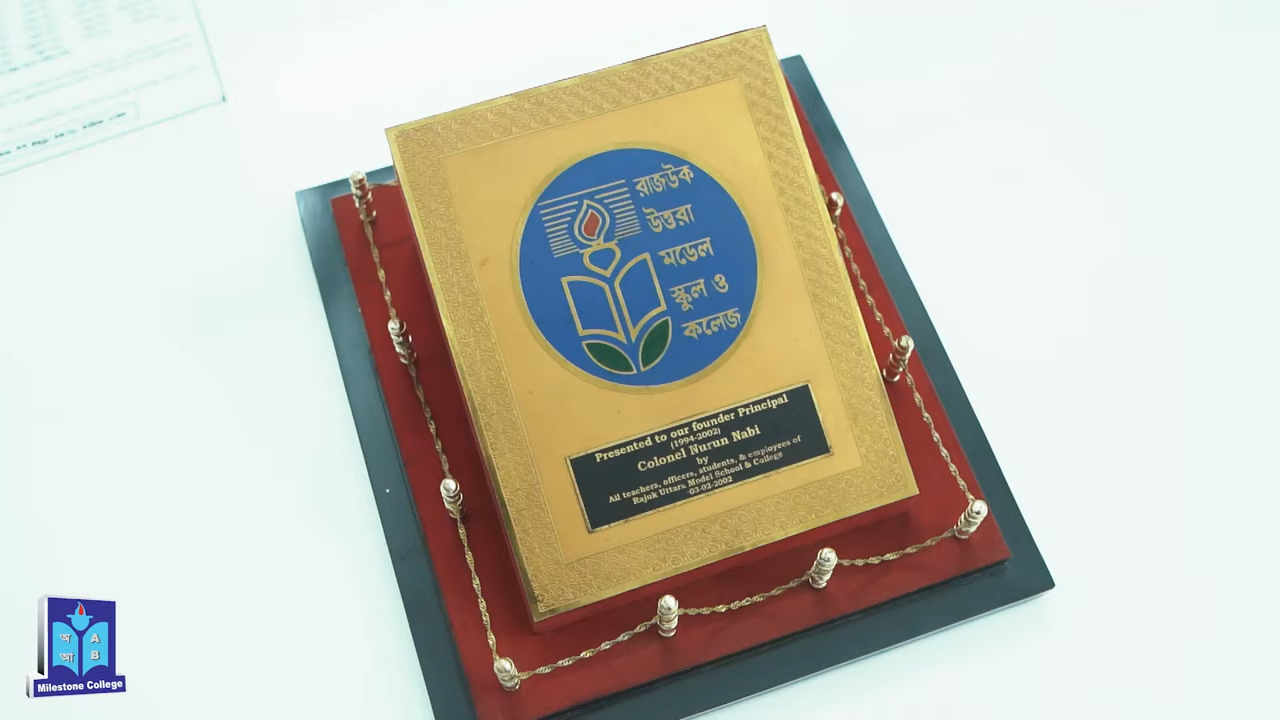 রাজউক
উত্তরা
মডেল
স্কুল ও
কলেজ
Presented to our founder Principal
(1994-2002)
Colonel Nurun Nabi
by
All teachers, officers, students, & employees of
Rajuk Uttara Model School & College
03-02-2002
অ A
আ B
Milestone College